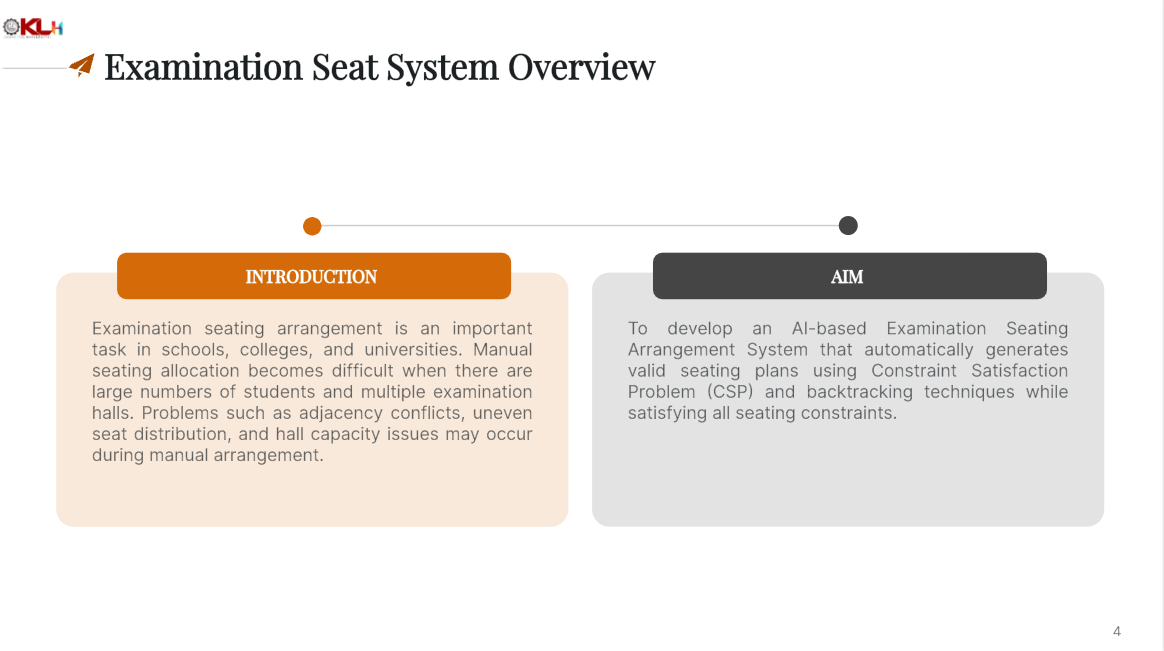 KLH
Examination Seat System Overview
INTRODUCTION
Examination seating arrangement is an important
task in schools, colleges, and universities. Manual
seating allocation becomes difficult when there are
large numbers of students and multiple examination
halls. Problems such as adjacency conflicts, uneven
seat distribution, and hall capacity issues may occur
during manual arrangement.
AIM
To develop an AI-based Examination Seating
Arrangement System that automatically generates
valid seating plans using Constraint Satisfaction
Problem (CSP) and backtracking techniques while
satisfying all seating constraints.
4